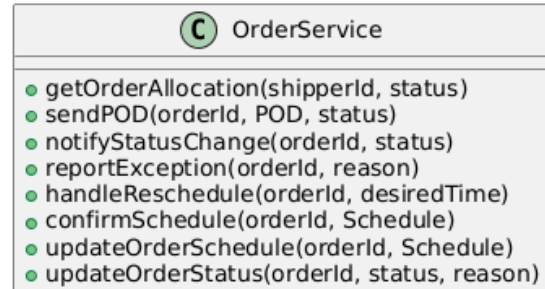 C OrderService
getOrderAllocation(shipperId, status)
sendPOD(orderId, POD, status)
notifyStatusChange(orderId, status)
reportException(orderId, reason)
handleReschedule(orderId, desiredTime)
confirmSchedule(orderId, Schedule)
updateOrderSchedule(orderId, Schedule)
updateOrderStatus(orderId, status, reason)